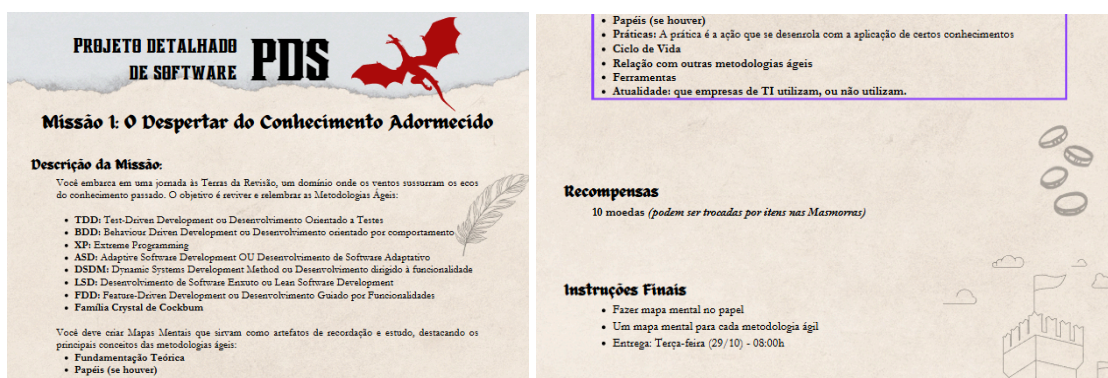 PROJETO DETALHADO
DE SOFTWARE PDS
Missão 1: O Despertar do Conhecimento Adormecido
Descrição da Missão:
Você embarca em uma jornada às Terras da Revisão, um domínio onde os ventos sussurram os ecos
do conhecimento passado. O objetivo é reviver e relembrar as Metodologias Ágeis:
• TDD: Test-Driven Development ou Desenvolvimento Orientado a Testes
• BDD: Behaviour Driven Development ou Desenvolvimento orientado por comportamento
• XP: Extreme Programming
• ASD: Adaptive Software Development OU Desenvolvimento de Software Adaptativo
• DSDM: Dynamic Systems Development Method ou Desenvolvimento dirigido à funcionalidade
• LSD: Desenvolvimento de Software Enxuto ou Lean Software Development
• FDD: Feature-Driven Development ou Desenvolvimento Guiado por Funcionalidades
• Família Crystal de Cockburn
Você deve criar Mapas Mentais que sirvam como artefatos de recordação e estudo, destacando os
principais conceitos das metodologias ágeis:
• Fundamentação Teórica
• Papéis (se houver)
• Papéis (se houver)
• Práticas: A prática é a ação que se desenrola com a aplicação de certos conhecimentos
• Ciclo de Vida
• Relação com outras metodologias ágeis
• Ferramentas
• Atualidade: que empresas de TI utilizam, ou não utilizam.
Recompensas
10 moedas (podem ser trocadas por itens nas Masmorras)
Instruções Finais
• Fazer mapa mental no papel
• Um mapa mental para cada metodologia ágil
• Entrega: Terça-feira (29/10) - 08:00h